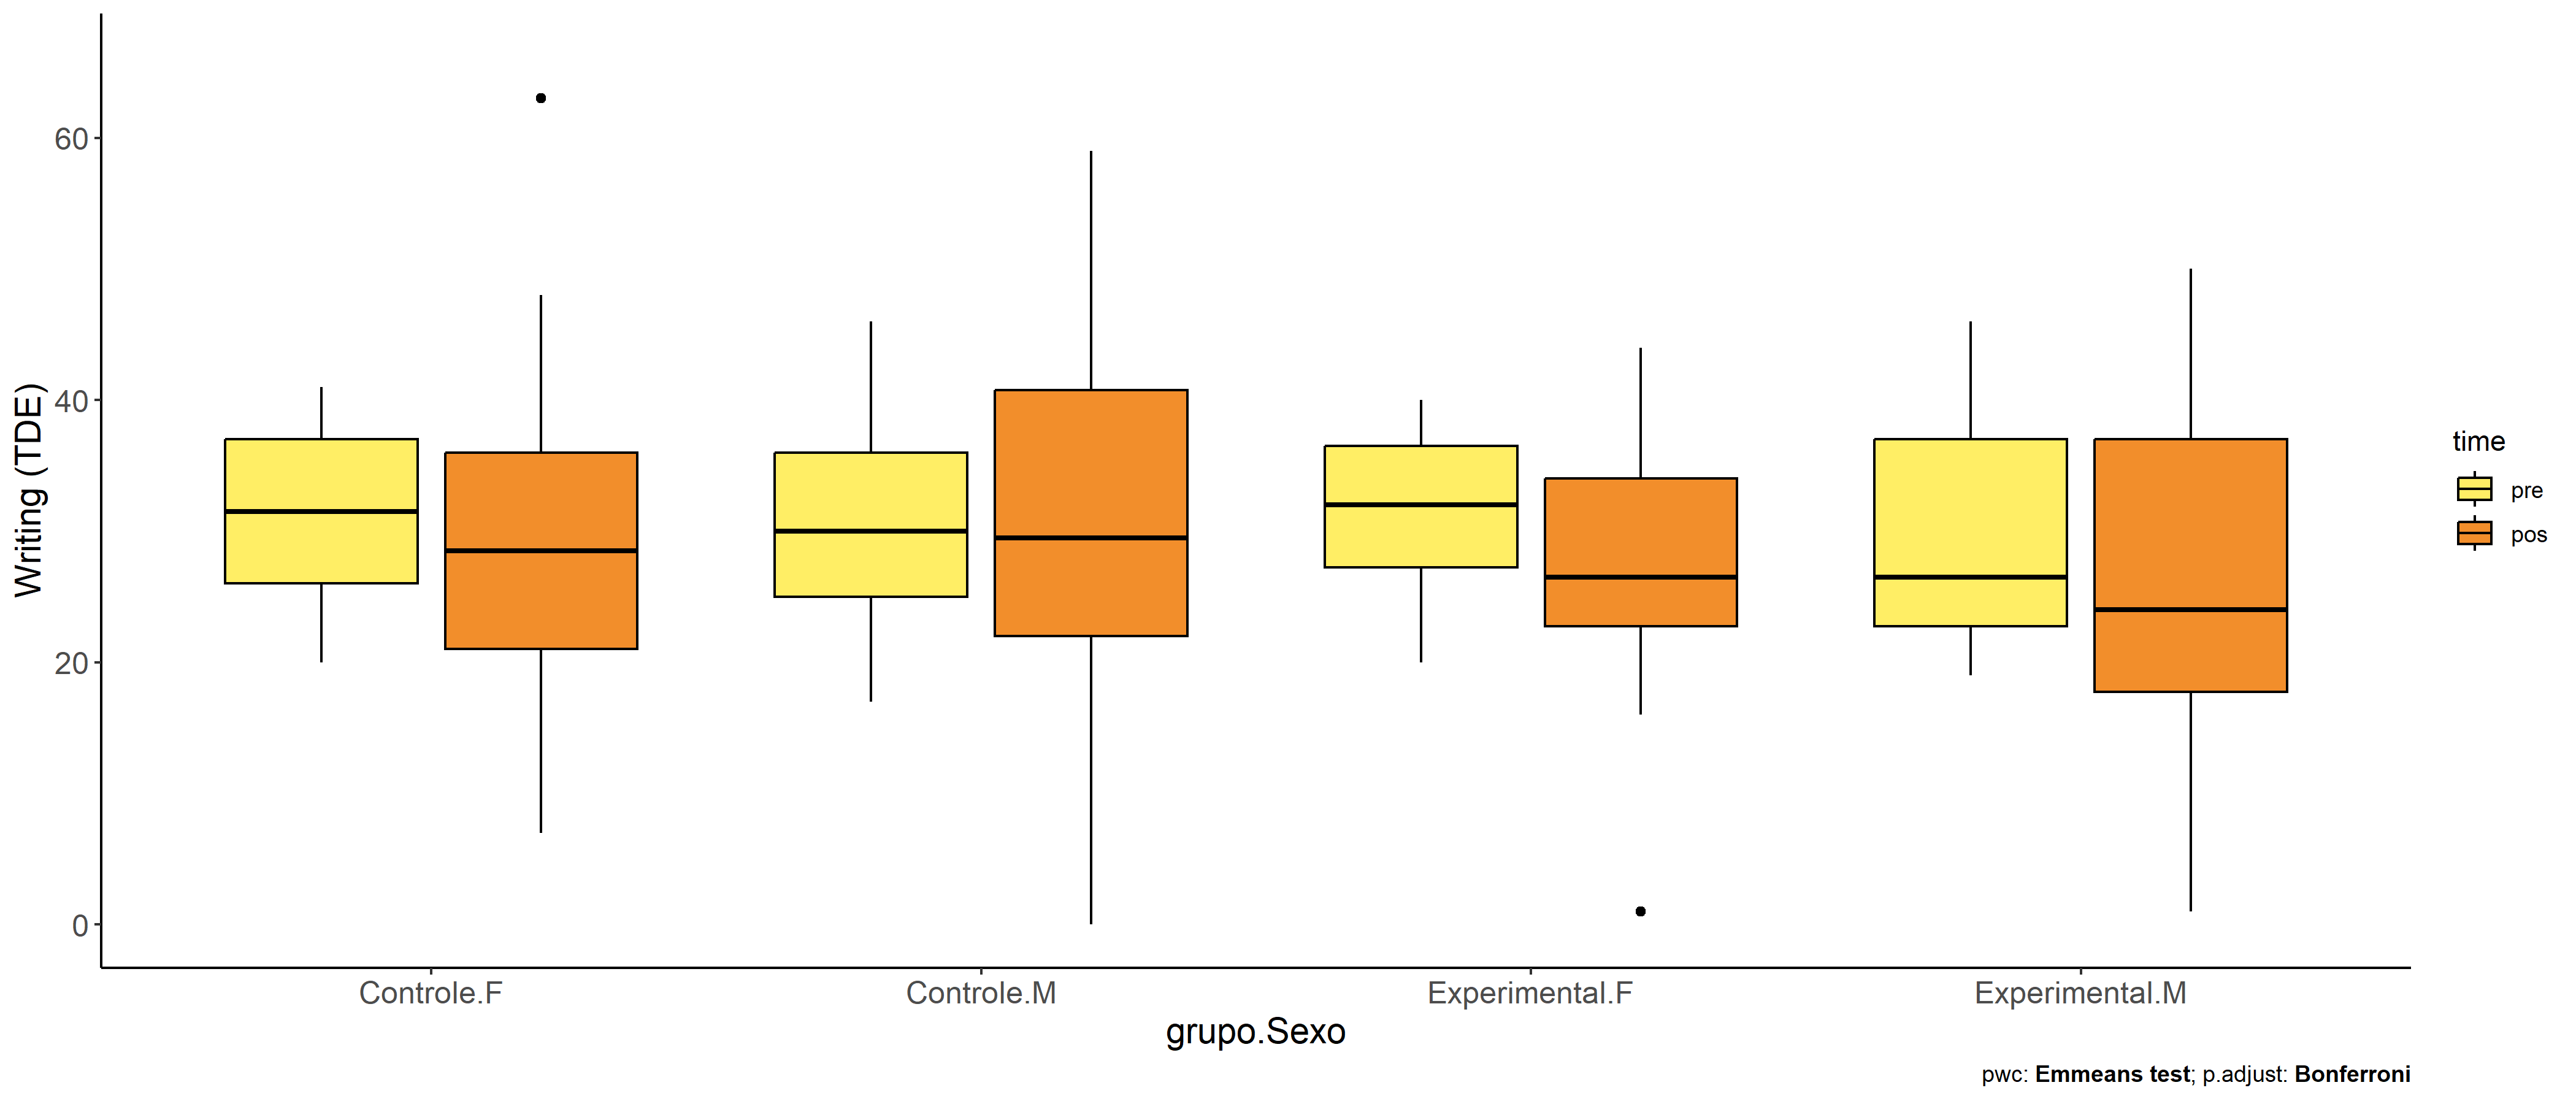 Writing (TDE)
60
40
20
0
Controle.F
Controle.M
Experimental.F
Experimental.M
grupo.Sexo
time
pre
pos
pwc: Emmeans test; p.adjust: Bonferroni